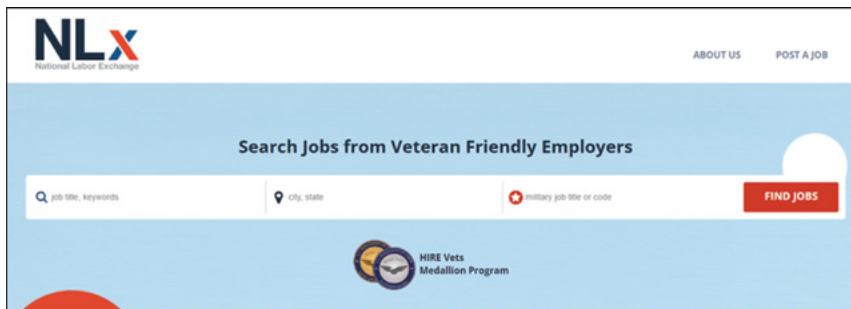 NLx
National Labor Exchange
ABOUT US POST A JOB
Search Jobs from Veteran Friendly Employers
job title, keywords city, state military job title or code FIND JOBS
HIRE Vets
Medallion Program